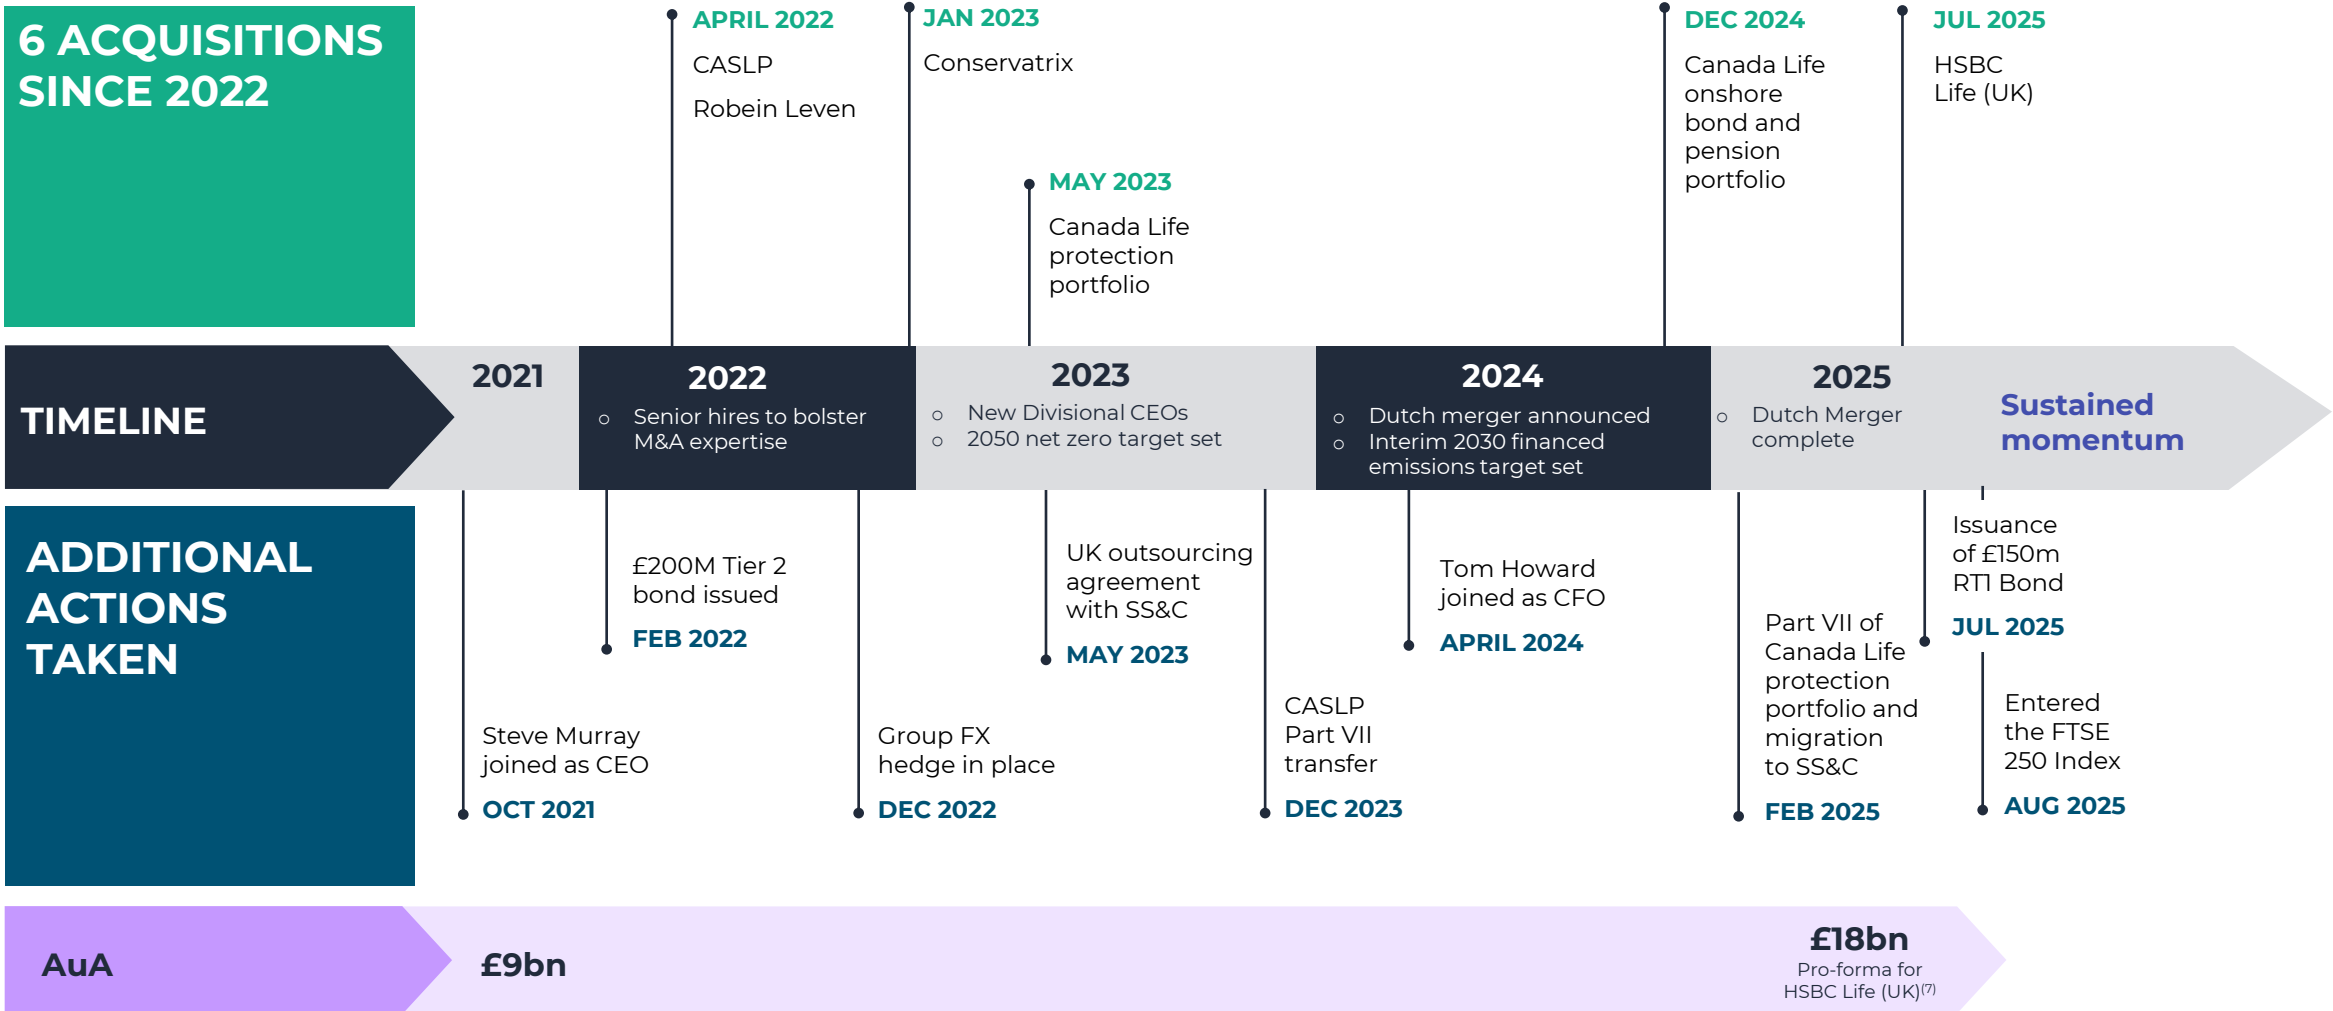 6 ACQUISITIONS
SINCE 2022
APRIL 2022
CASLP
Robein Leven
JAN 2023
Conservatrix
MAY 2023
Canada Life
protection
portfolio
DEC 2024
Canada Life
onshore
bond and
pension
portfolio
JUL 2025
HSBC
Life (UK)
TIMELINE
2021
2022
○ Senior hires to bolster
M&A expertise
2023
○ New Divisional CEOs
○ 2050 net zero target set
2024
○ Dutch merger announced
○ Interim 2030 financed
emissions target set
2025
○ Dutch Merger
complete
Sustained
momentum
ADDITIONAL
ACTIONS
TAKEN
Steve Murray
joined as CEO
OCT 2021
£200M Tier 2
bond issued
FEB 2022
Group FX
hedge in place
DEC 2022
UK outsourcing
agreement
with SS&C
MAY 2023
CASLP
Part VII
transfer
DEC 2023
Tom Howard
joined as CFO
APRIL 2024
Part VII of
Canada Life
protection
portfolio and
migration
to SS&C
FEB 2025
Issuance
of £150m
RT1 Bond
JUL 2025
Entered
the FTSE
250 Index
AUG 2025
AuA
£9bn
£18bn
Pro-forma for
HSBC Life (UK)(7)